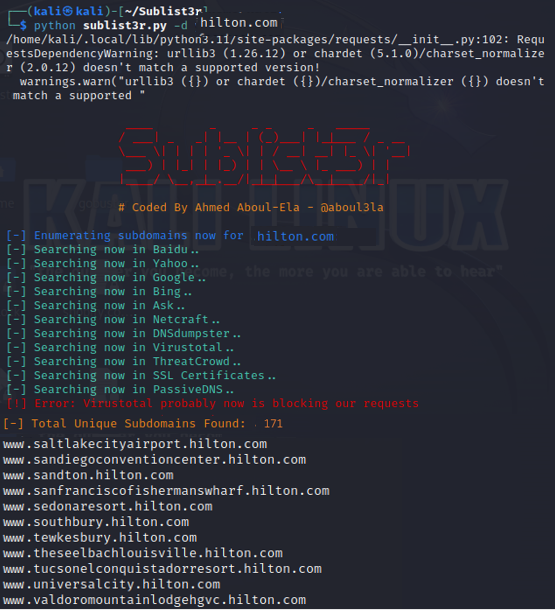 (kali㉿kali)-[~/Sublist3r]
$ python sublist3r.py -d hilton.com
/home/kali/.local/lib/python3.11/site-packages/requests/__init__.py:102: Requ
estsDependencyWarning: urllib3 (1.26.12) or chardet (5.1.0)/charset_normalize
r (2.0.12) doesn't match a supported version!
warnings.warn("urllib3 ({}) or chardet ({})/charset_normalizer ({}) doesn't
match a supported "
Sublist3r
# Coded By Ahmed Aboul-Ela - @aboul3la
[-] Enumerating subdomains now for hilton.com
[-] Searching now in Baidu..
[-] Searching now in Yahoo..
[-] Searching now in Google..
[-] Searching now in Bing..
[-] Searching now in Ask..
[-] Searching now in Netcraft..
[-] Searching now in DNSdumpster..
[-] Searching now in Virustotal..
[-] Searching now in ThreatCrowd..
[-] Searching now in SSL Certificates..
[-] Searching now in PassiveDNS..
[!] Error: Virustotal probably now is blocking our requests
[-] Total Unique Subdomains Found: 171
www.saltlakecityairport.hilton.com
www.sandiegoconventioncenter.hilton.com
www.sandton.hilton.com
www.sanfranciscofishermanswharf.hilton.com
www.sedonaresort.hilton.com
www.southbury.hilton.com
www.tewkesbury.hilton.com
www.theseelbachlouisville.hilton.com
www.tucsonelconquistadorresort.hilton.com
www.universalcity.hilton.com
www.valdoromountainlodgehgvc.hilton.com
KALI LINUX
become, the more you are able to hear"